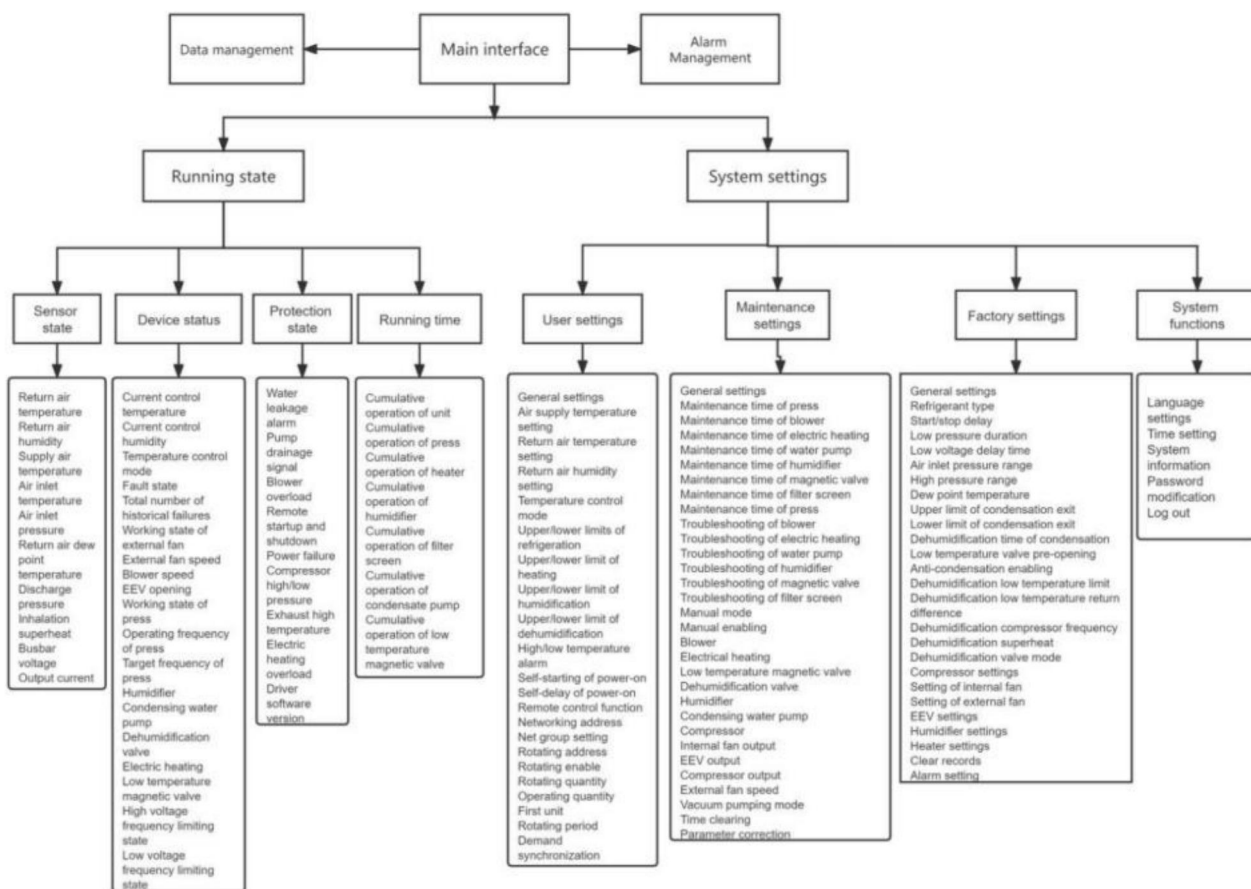 Data management
Main interface
Alarm
Management
Running state
System settings
Sensor
state
Device status
Protection
state
Running time
User settings
Maintenance
settings
Factory settings
System
functions
Return air
temperature
Return air
humidity
Supply air
temperature
Air inlet
temperature
Air inlet
pressure
Return air dew
point
temperature
Discharge
pressure
Inhalation
superheat
Busbar
voltage
Output current
Current control
temperature
Current control
humidity
Temperature control
mode
Fault state
Total number of
historical failures
Working state of
external fan
External fan speed
Blower speed
EEV opening
Working state of
press
Operating frequency
of press
Target frequency of
press
Humidifier
Condensing water
pump
Dehumidification
valve
Electric heating
Low temperature
magnetic valve
High voltage
frequency limiting
state
Low voltage
frequency limiting
state
Water
leakage
alarm
Pump
drainage
signal
Blower
overload
Remote
startup and
shutdown
Power failure
Compressor
high/low
pressure
Exhaust high
temperature
Electric
heating
overload
Driver
software
version
Cumulative
operation of unit
Cumulative
operation of press
Cumulative
operation of heater
Cumulative
operation of
humidifier
Cumulative
operation of filter
screen
Cumulative
operation of
condensate pump
Cumulative
operation of low
temperature
magnetic valve
General settings
Air supply temperature
setting
Return air temperature
setting
Return air humidity
setting
Temperature control
mode
Upper/lower limits of
refrigeration
Upper/lower limit of
heating
Upper/lower limit of
humidification
Upper/lower limit of
dehumidification
High/low temperature
alarm
Self-starting of power-on
Self-delay of power-on
Remote control function
Networking address
Net group setting
Rotating address
Rotating enable
Rotating quantity
Operating quantity
First unit
Rotating period
Demand
synchronization
General settings
Maintenance time of press
Maintenance time of blower
Maintenance time of electric heating
Maintenance time of water pump
Maintenance time of humidifier
Maintenance time of magnetic valve
Maintenance time of filter screen
Maintenance time of press
Troubleshooting of blower
Troubleshooting of electric heating
Troubleshooting of water pump
Troubleshooting of humidifier
Troubleshooting of magnetic valve
Troubleshooting of filter screen
Manual mode
Manual enabling
Blower
Electrical heating
Low temperature magnetic valve
Dehumidification valve
Humidifier
Condensing water pump
Compressor
Internal fan output
EEV output
Compressor output
External fan speed
Vacuum pumping mode
Time clearing
Parameter correction
General settings
Refrigerant type
Start/stop delay
Low pressure duration
Low voltage delay time
Air inlet pressure range
High pressure range
Dew point temperature
Upper limit of condensation exit
Lower limit of condensation exit
Dehumidification time of condensation
Low temperature valve pre-opening
Anti-condensation enabling
Dehumidification low temperature limit
Dehumidification low temperature return
difference
Dehumidification compressor frequency
Dehumidification superheat
Dehumidification valve mode
Compressor settings
Setting of internal fan
Setting of external fan
EEV settings
Humidifier settings
Heater settings
Clear records
Alarm setting
Language
settings
Time setting
System
information
Password
modification
Log out